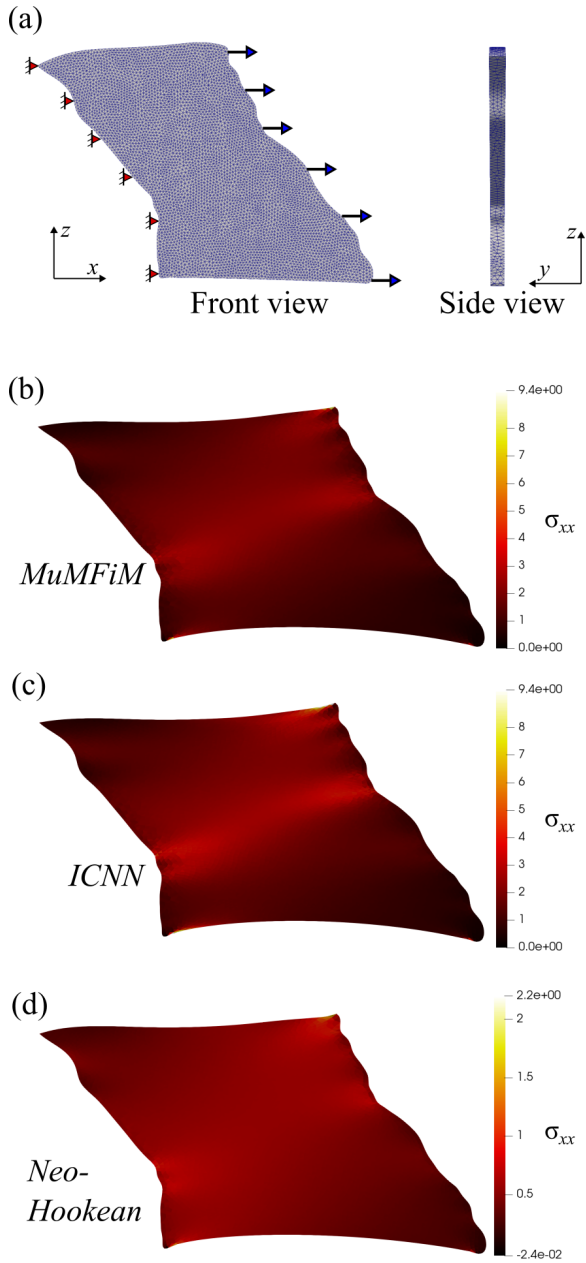 (a)
z
x
Front view
z
y
Side view
(b)
9.4e+00
8
7
6
5
4
3
2
1
0.0e+00
σxx
MuMFiM
(c)
9.4e+00
8
7
6
5
4
3
2
1
0.0e+00
σxx
ICNN
(d)
2.2e+00
2
1.5
1
0.5
-2.4e-02
σxx
Neo-
Hookean